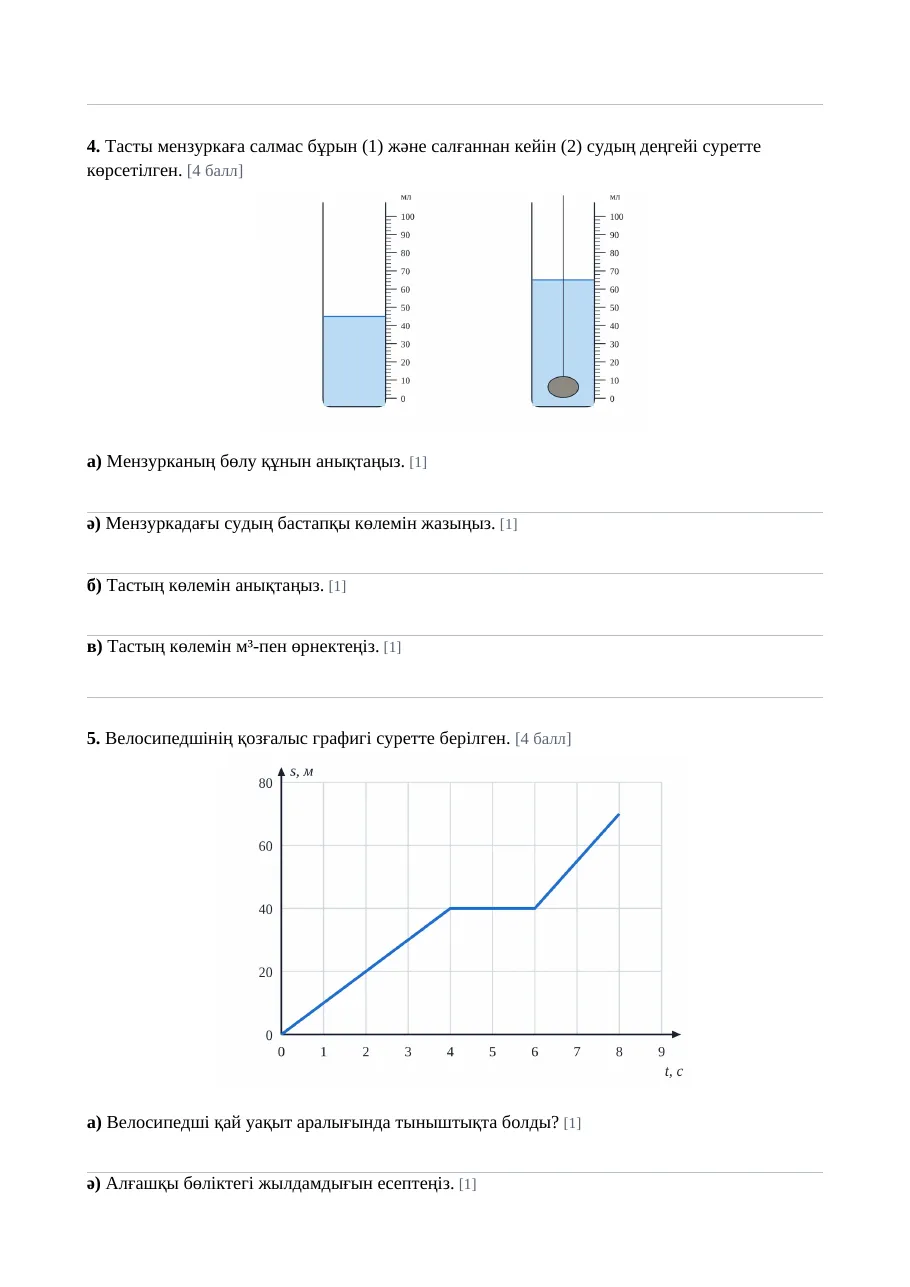 4. Тасты мензуркаға салмас бұрын (1) және салғаннан кейін (2) судың деңгейі суретте
көрсетілген. [4 балл]
мл
100
90
80
70
60
50
40
30
20
10
0
мл
100
90
80
70
60
50
40
30
20
10
0
а) Мензурканың бөлу құнын анықтаңыз. [1]
ә) Мензуркадағы судың бастапқы көлемін жазыңыз. [1]
б) Тастың көлемін анықтаңыз. [1]
в) Тастың көлемін м³-пен өрнектеңіз. [1]
5. Велосипедшінің қозғалыс графигі суретте берілген. [4 балл]
s, м
80
60
40
20
0
0 1 2 3 4 5 6 7 8 9
t, с
а) Велосипедші қай уақыт аралығында тыныштықта болды? [1]
ә) Алғашқы бөліктегі жылдамдығын есептеңіз. [1]